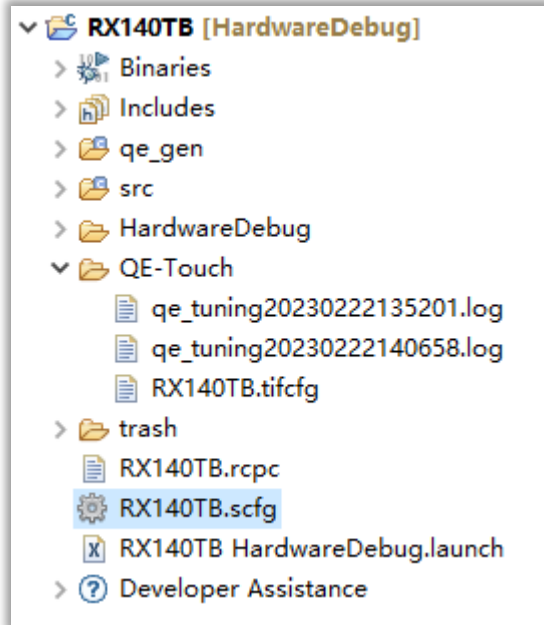 RX140TB [HardwareDebug]
Binaries
Includes
qe_gen
src
HardwareDebug
QE-Touch
qe_tuning20230222135201.log
qe_tuning20230222140658.log
RX140TB.tifcfg
trash
RX140TB.rcpc
RX140TB.scfg
RX140TB HardwareDebug.launch
Developer Assistance